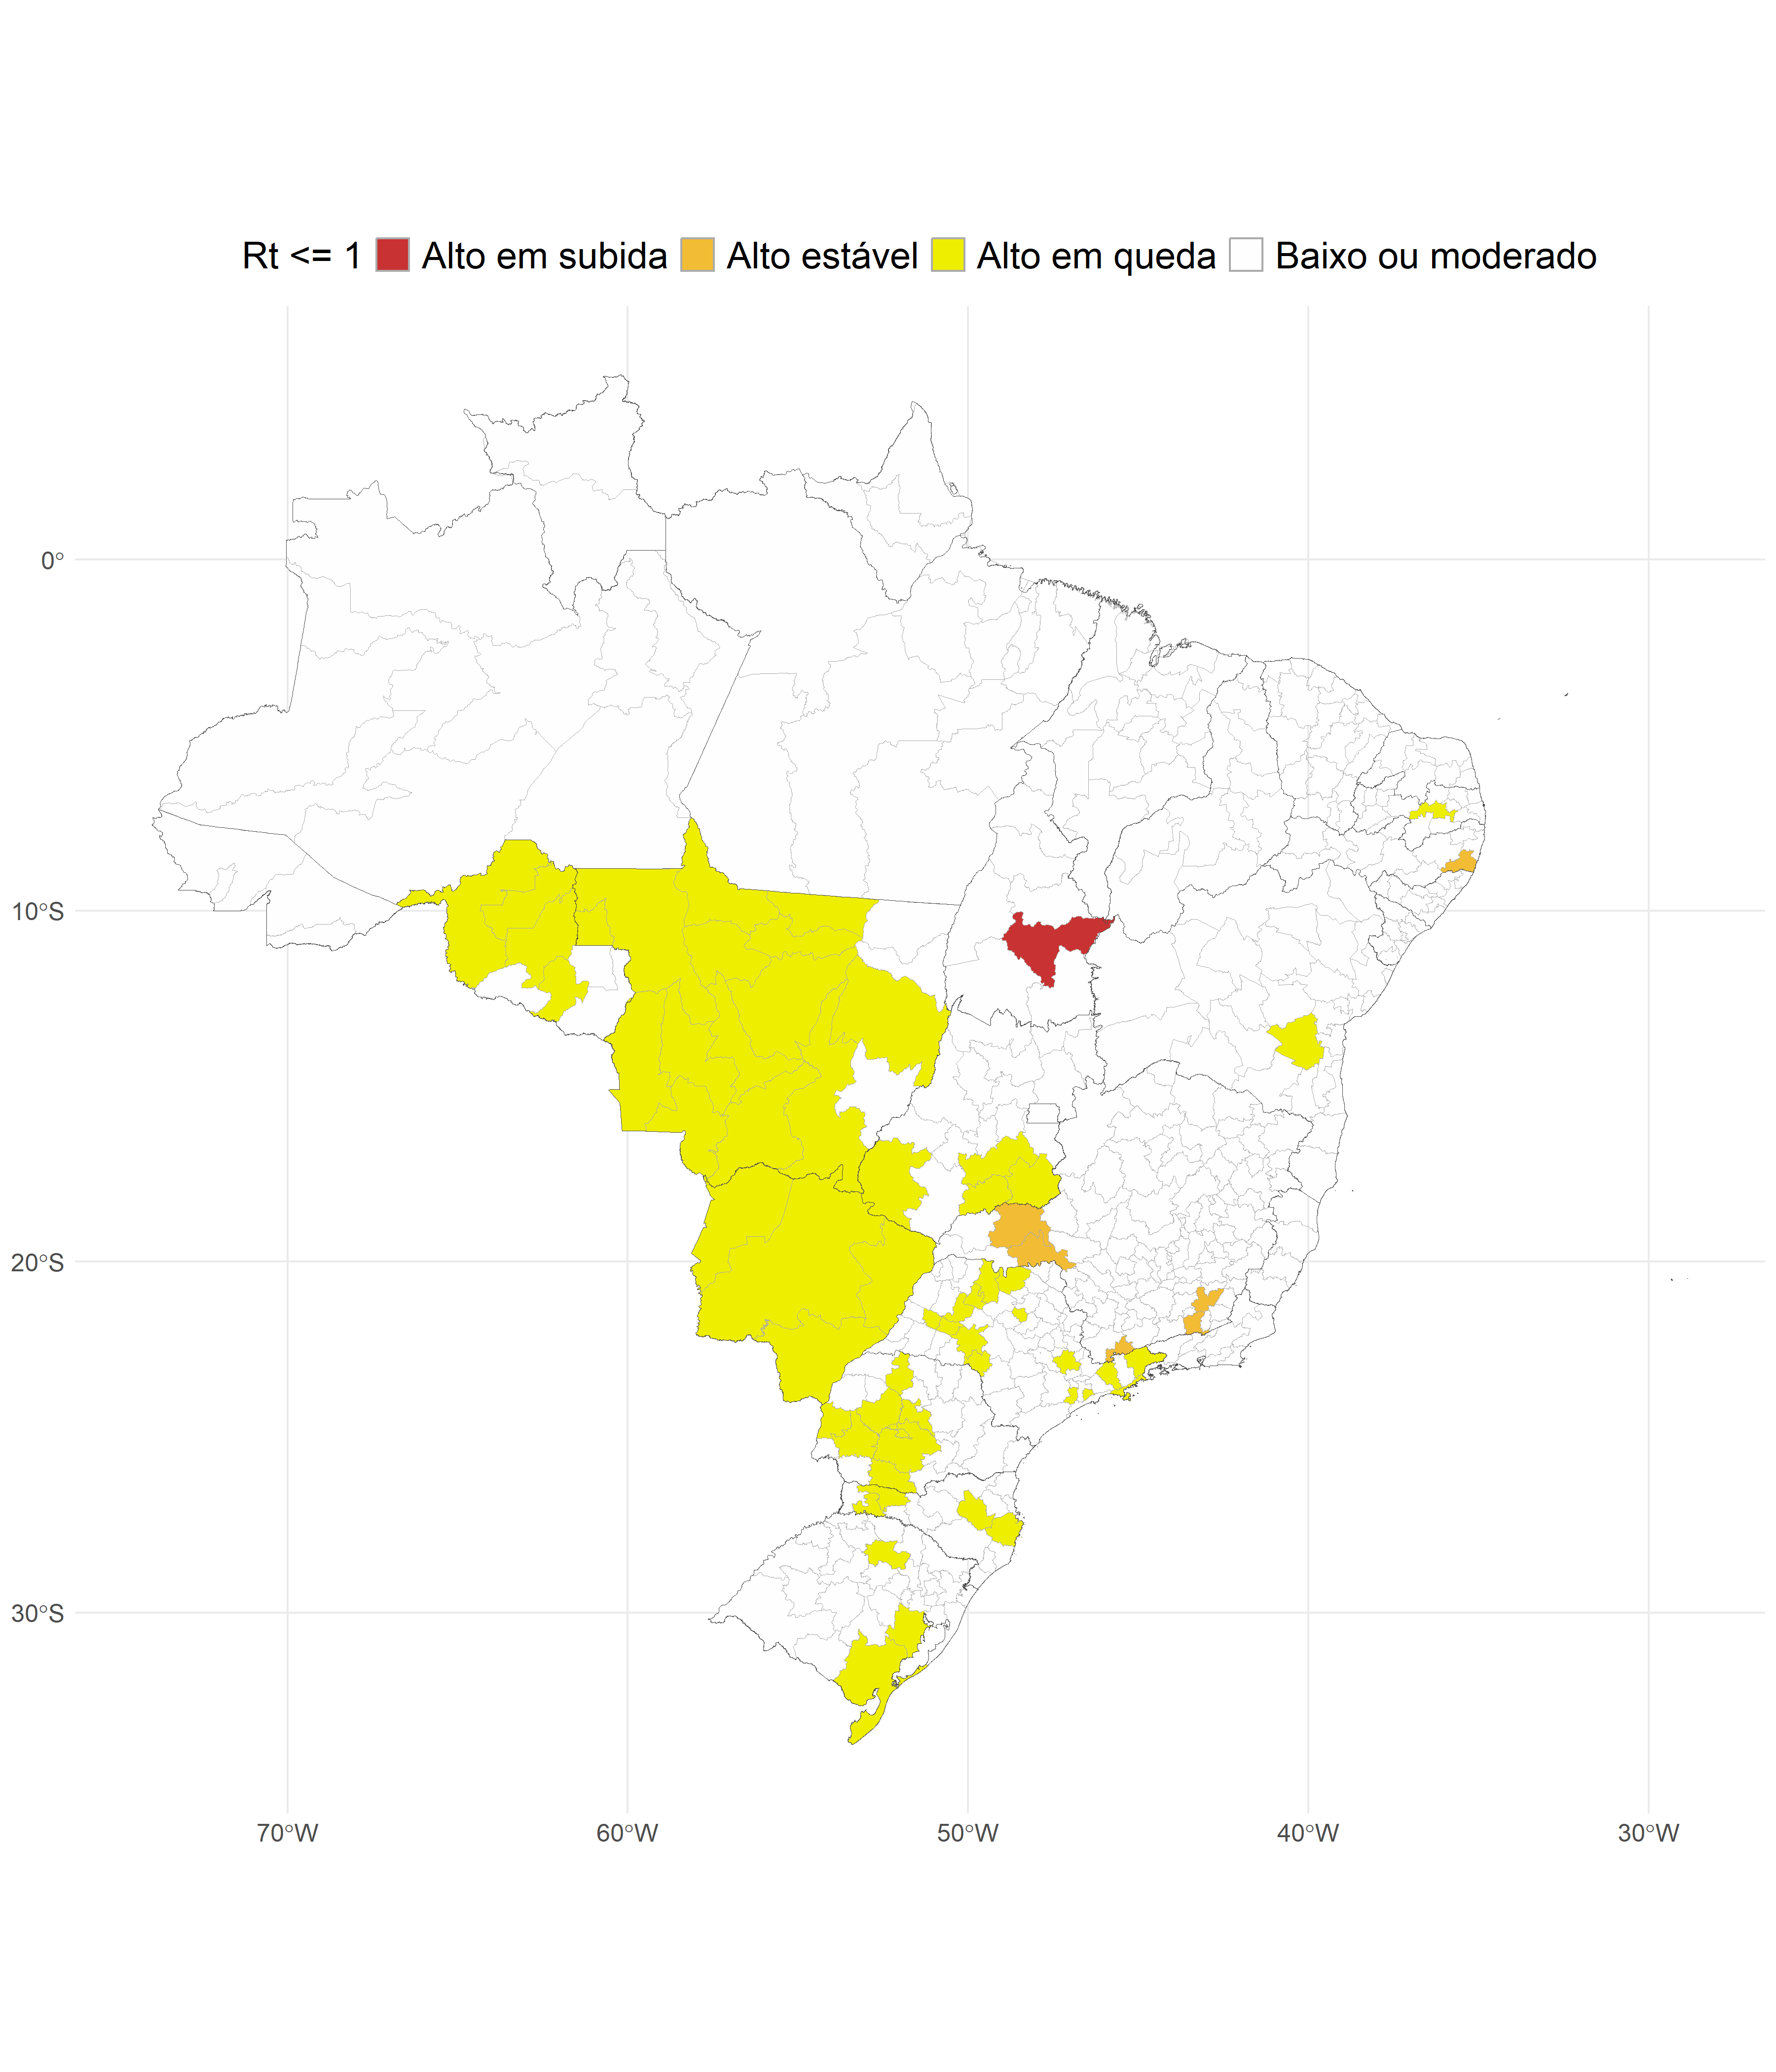 Rt <= 1 Alto em subida Alto estável Alto em queda Baixo ou moderado
0°
10°S
20°S
30°S
70°W 60°W 50°W 40°W 30°W